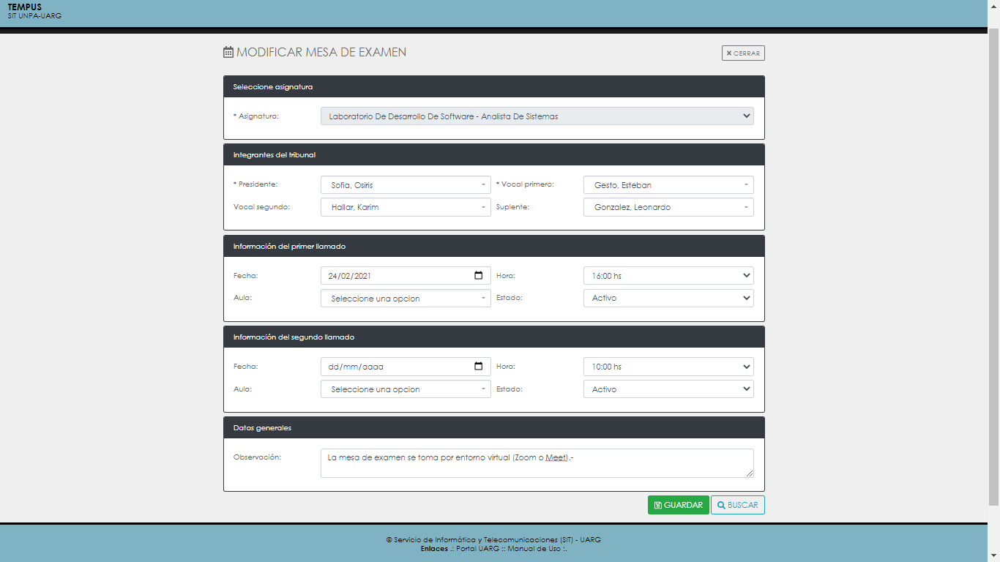 TEMPUS
SIT UNPA-UARG
MODIFICAR MESA DE EXAMEN
CERRAR
Seleccione asignatura
* Asignatura: Laboratorio De Desarrollo De Software - Analista De Sistemas
Integrantes del tribunal
* Presidente: Sofia, Osiris * Vocal primero: Gesto, Esteban
Vocal segundo: Hallar, Karim Suplente: Gonzalez, Leonardo
Información del primer llamado
Fecha: 24/02/2021 Hora: 16:00 hs
Aula: Seleccione una opcion Estado: Activo
Información del segundo llamado
Fecha: dd/mm/aaaa Hora: 10:00 hs
Aula: Seleccione una opcion Estado: Activo
Datos generales
Observación: La mesa de examen se toma por entorno virtual (Zoom o Meet).-
GUARDAR BUSCAR
© Servicio de Informática y Telecomunicaciones (SIT) - UARG
Enlaces .: Portal UARG :: Manual de Uso :.